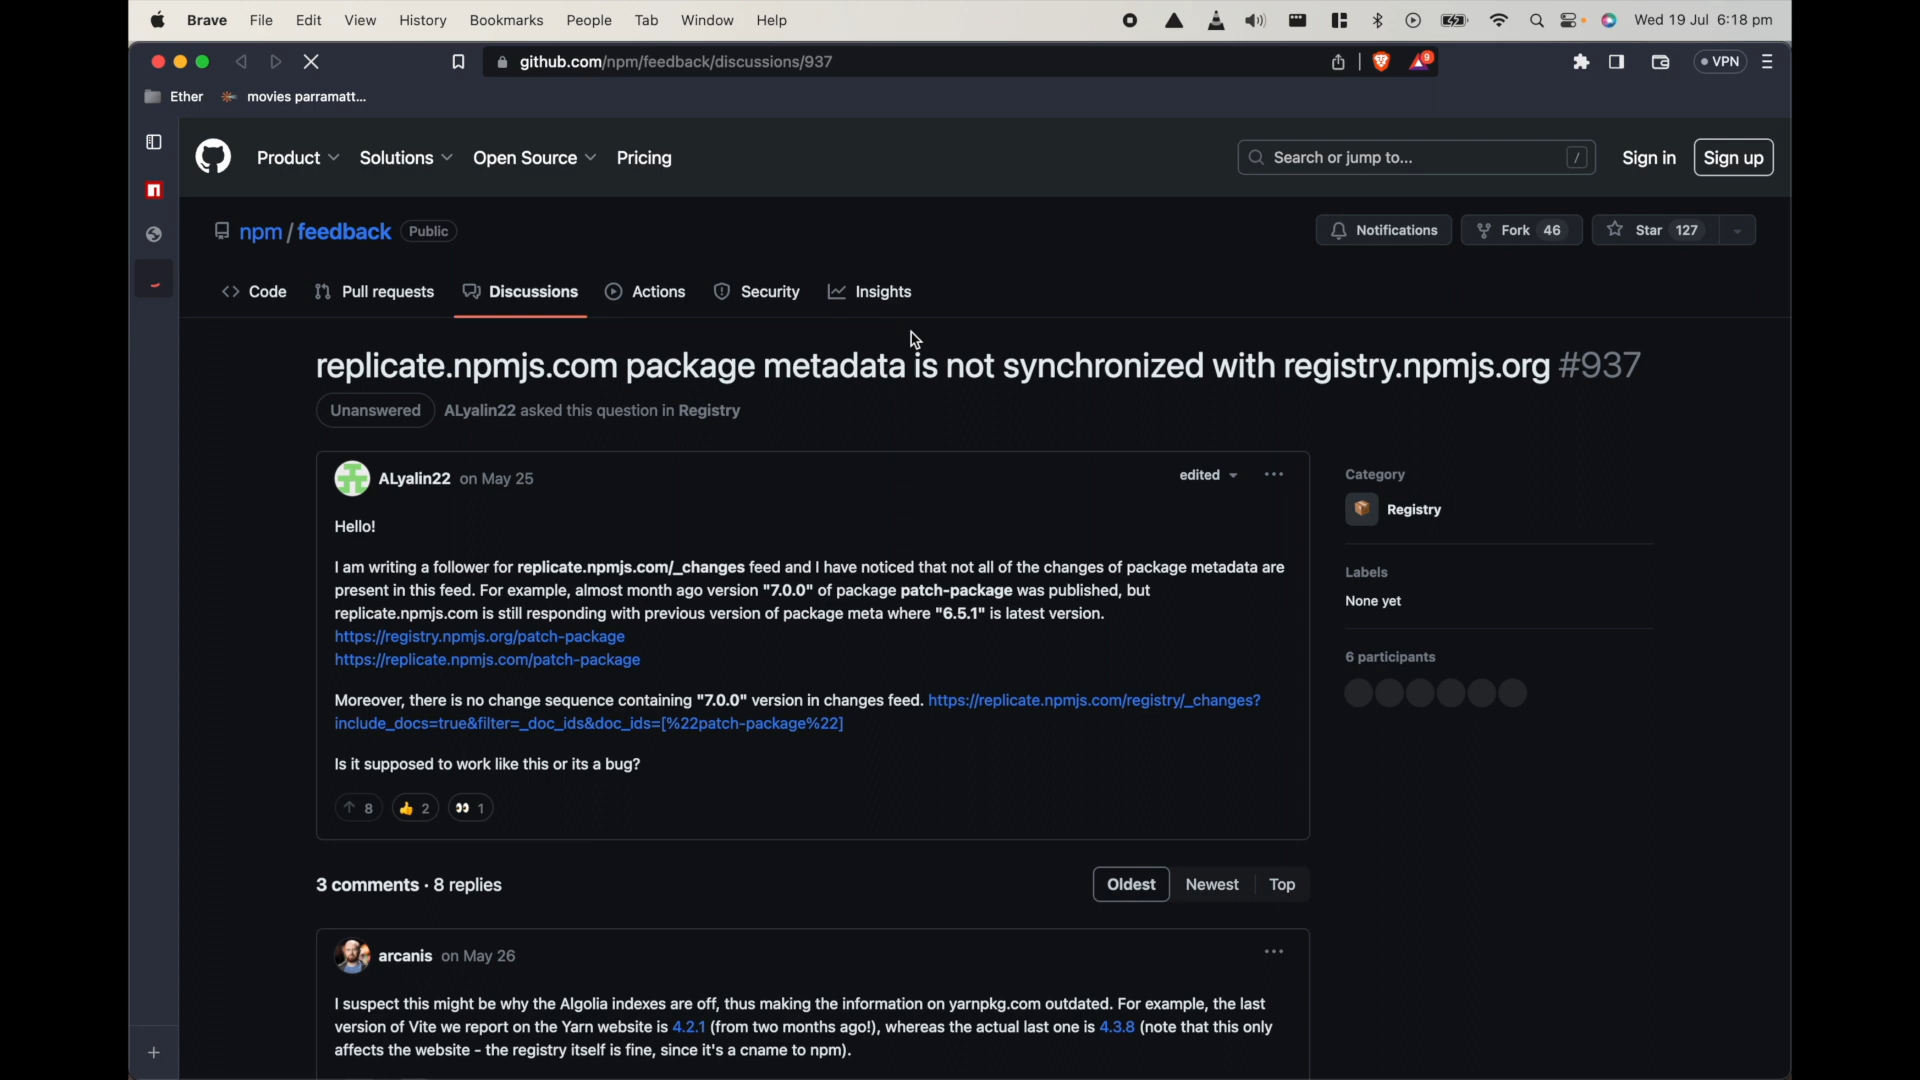 Brave File Edit View History Bookmarks People Tab Window Help Wed 19 Jul 6:18 pm
github.com/npm/feedback/discussions/937 9 VPN
Ether movies parramatt...
Product Solutions Open Source Pricing Search or jump to... / Sign in Sign up
npm / feedback Public Notifications Fork 46 Star 127
Code Pull requests Discussions Actions Security Insights
replicate.npmjs.com package metadata is not synchronized with registry.npmjs.org #937
Unanswered ALyalin22 asked this question in Registry
ALyalin22 on May 25 edited
Category
Registry
Hello!
I am writing a follower for replicate.npmjs.com/_changes feed and I have noticed that not all of the changes of package metadata are
present in this feed. For example, almost month ago version "7.0.0" of package patch-package was published, but
replicate.npmjs.com is still responding with previous version of package meta where "6.5.1" is latest version.
https://registry.npmjs.org/patch-package
https://replicate.npmjs.com/patch-package
Labels
None yet
6 participants
Moreover, there is no change sequence containing "7.0.0" version in changes feed. https://replicate.npmjs.com/registry/_changes?
include_docs=true&filter=_doc_ids&doc_ids=[%22patch-package%22]
Is it supposed to work like this or its a bug?
8 2 1
3 comments · 8 replies Oldest Newest Top
arcanis on May 26
I suspect this might be why the Algolia indexes are off, thus making the information on yarnpkg.com outdated. For example, the last
version of Vite we report on the Yarn website is 4.2.1 (from two months ago!), whereas the actual last one is 4.3.8 (note that this only
affects the website - the registry itself is fine, since it's a cname to npm).